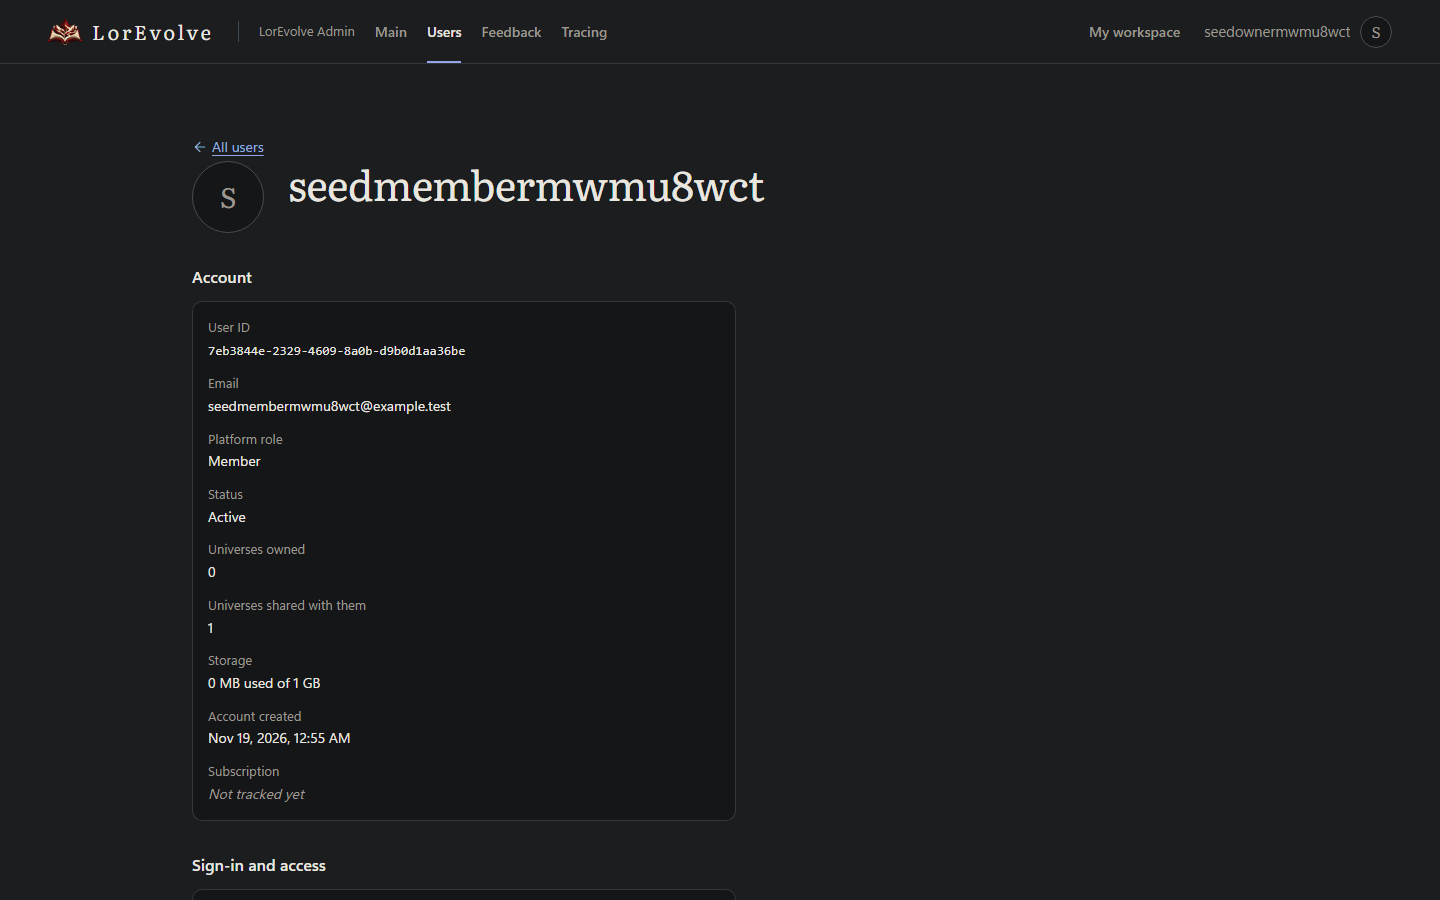 LorEvolve
LorEvolve Admin
Main
Users
Feedback
Tracing
My workspace
seedownermwmu8wct
S
← All users
S
seedmembermwmu8wct
Account
User ID
7eb3844e-2329-4609-8a0b-d9b0d1aa36be
Email
seedmembermwmu8wct@example.test
Platform role
Member
Status
Active
Universes owned
0
Universes shared with them
1
Storage
0 MB used of 1 GB
Account created
Nov 19, 2026, 12:55 AM
Subscription
Not tracked yet
Sign-in and access